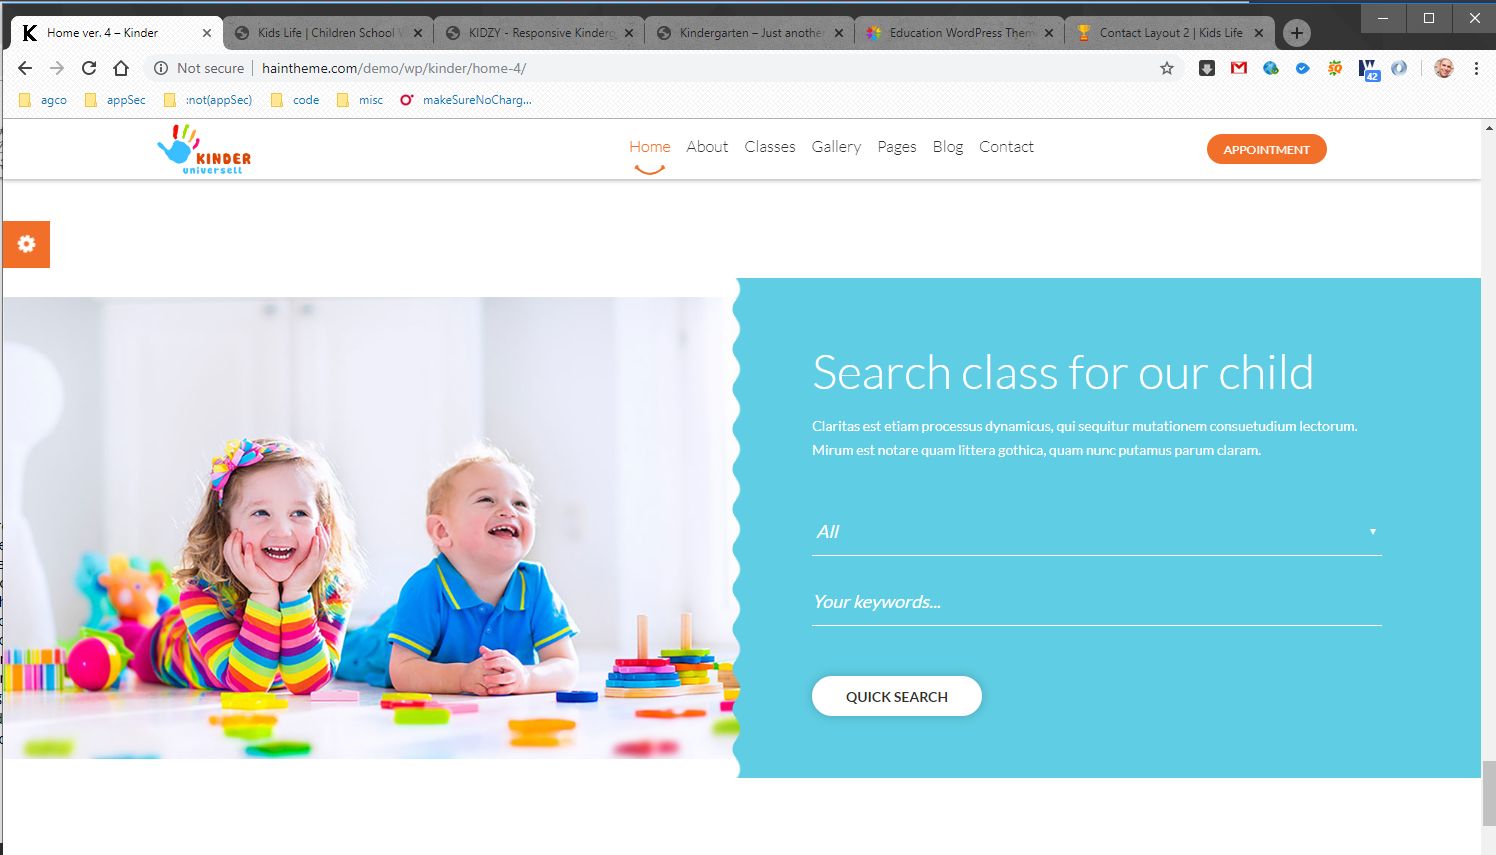 Home ver. 4 – Kinder
Kids Life | Children School
KIDZY - Responsive Kinderg
Kindergarten – Just another
Education WordPress Them
Contact Layout 2 | Kids Life
Not secure
haintheme.com/demo/wp/kinder/home-4/
42
agco
appSec
:not(appSec)
code
misc
makeSureNoCharg...
KINDER
universell
Home
About
Classes
Gallery
Pages
Blog
Contact
APPOINTMENT
Search class for our child
Claritas est etiam processus dynamicus, qui sequitur mutationem consuetudium lectorum.
Mirum est notare quam littera gothica, quam nunc putamus parum claram.
All
Your keywords...
QUICK SEARCH